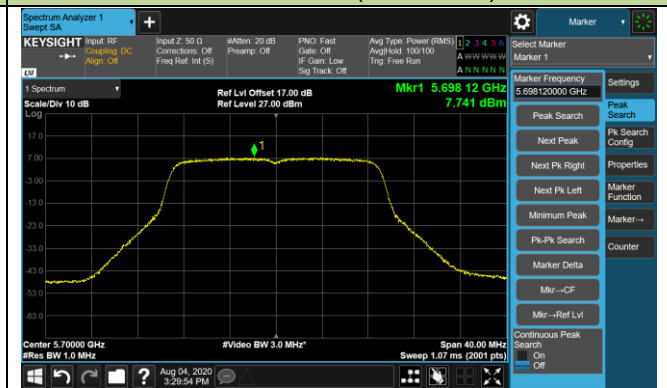 Spectrum Analyzer 1
Swept SA
+
Marker
KEYSIGHT
Input: RF
Coupling: DC
Align: Off
Input Z: 50 Ω
Corrections: Off
Freq Ref: Int (S)
#Atten: 20 dB
Preamp: Off
PNO: Fast
Gate: Off
IF Gain: Low
Sig Track: Off
Avg Type: Power (RMS)
Avg|Hold: 100/100
Trig: Free Run
1 2 3 4 5 6
A W W W W W
A N N N N N
LXI
Select Marker
Marker 1
1 Spectrum
Scale/Div 10 dB
Log
Ref Lvl Offset 17.00 dB
Ref Level 27.00 dBm
Mkr1 5.698 12 GHz
7.741 dBm
Marker Frequency
5.698120000 GHz
Settings
Peak Search
Peak
Search
Next Peak
Pk Search
Config
Next Pk Right
Properties
Next Pk Left
Marker
Function
Minimum Peak
Marker→
Pk-Pk Search
Counter
Marker Delta
Mkr→CF
Mkr→Ref Lvl
Continuous Peak
Search
On
Off
17.0
7.00
-3.00
-13.0
-23.0
-33.0
-43.0
-53.0
-63.0
1
Center 5.70000 GHz
#Res BW 1.0 MHz
#Video BW 3.0 MHz*
Span 40.00 MHz
Sweep 1.07 ms (2001 pts)
?
Aug 04, 2020
3:29:54 PM